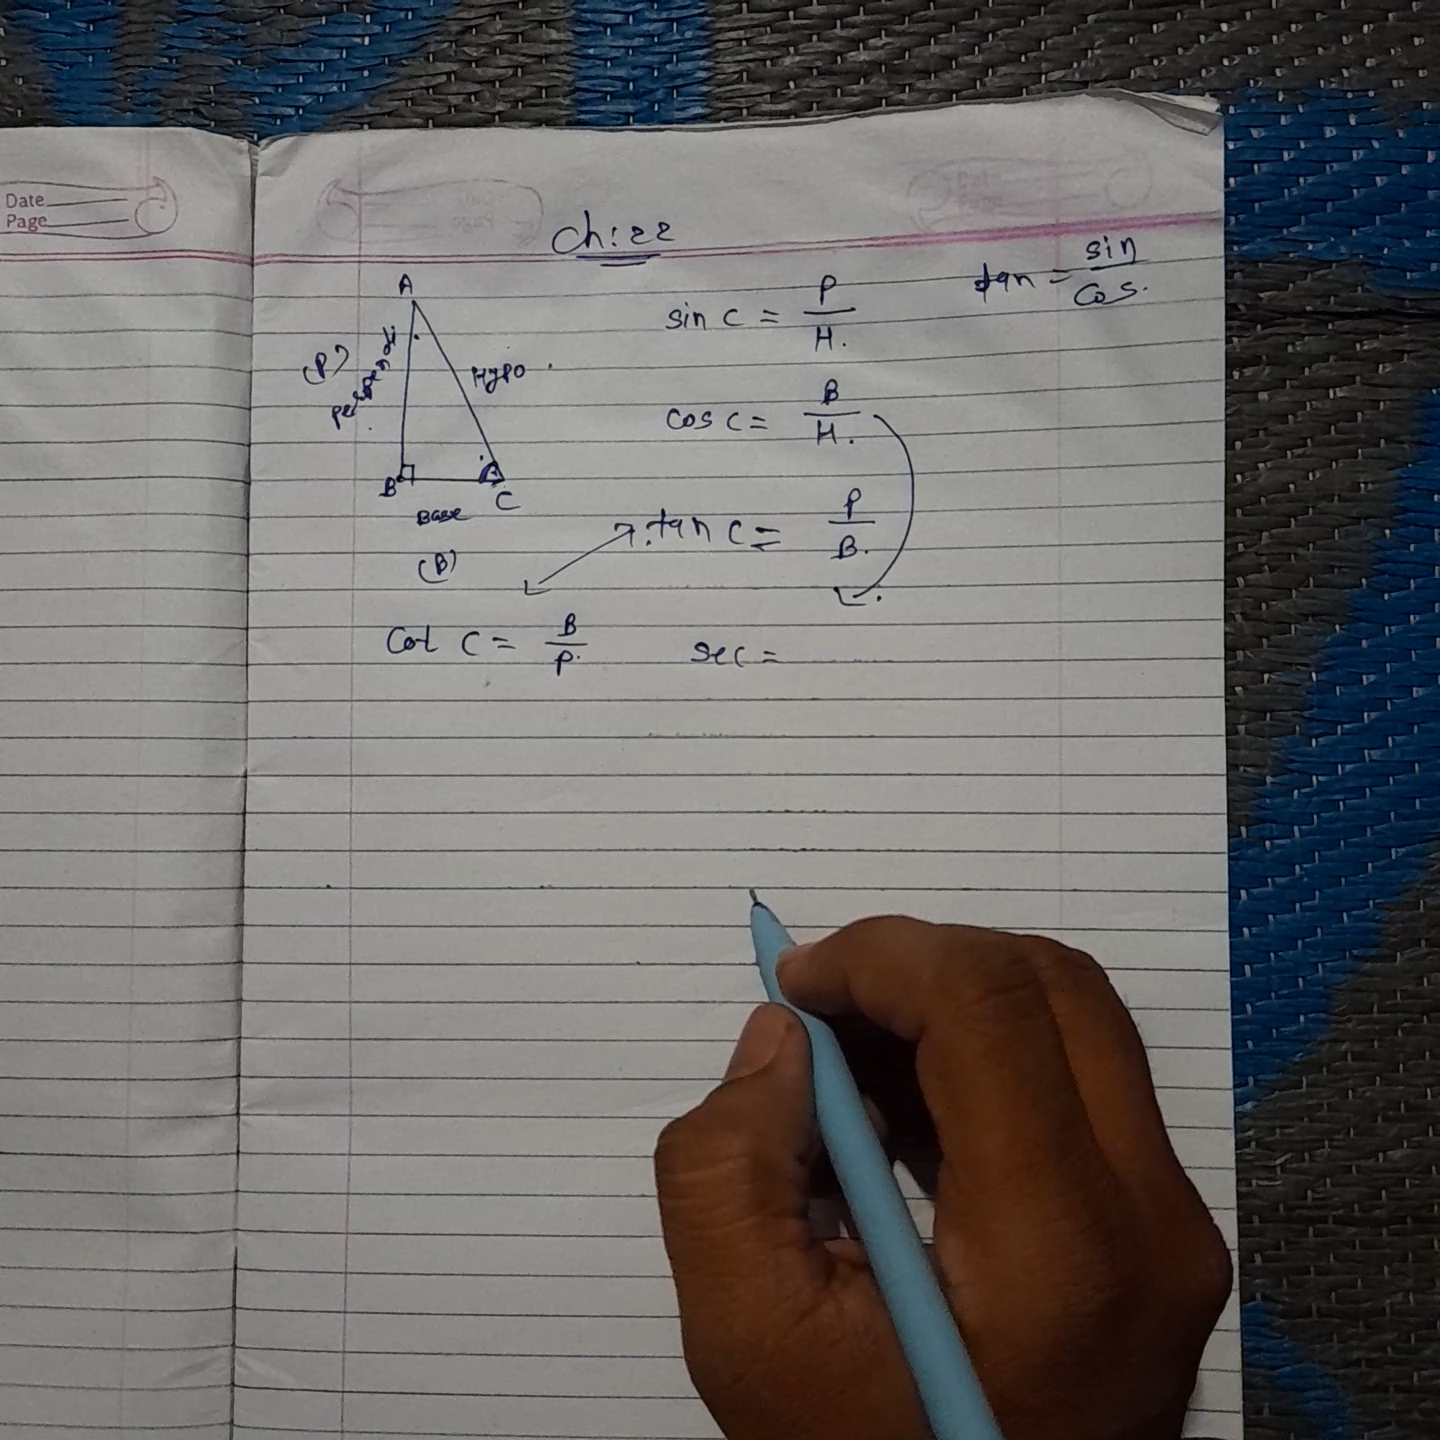 Date
Page
Ch:22
A
(P)
Hypo
B
C
Base
(B)
sin C = P/H.
tan = sin/cos.
cos C = B/H.
tan C = P/B.
Cot C = B/P.
sec =